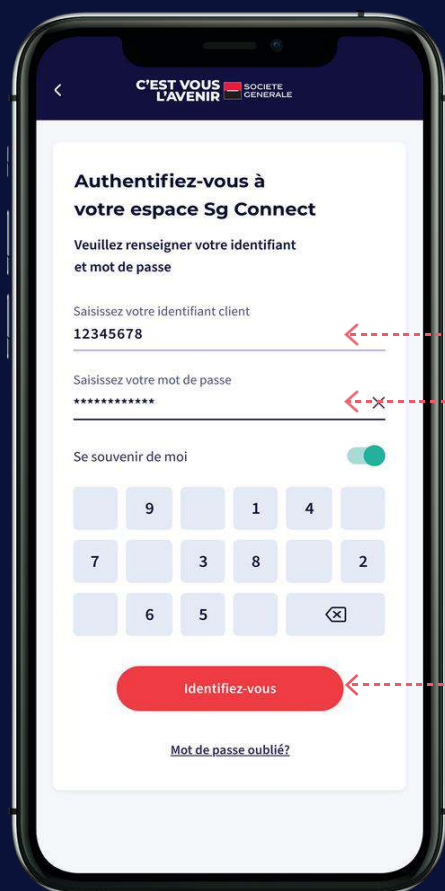 C'EST VOUS
L'AVENIR
SOCIETE
GENERALE
Authentifiez-vous à
votre espace Sg Connect
Veuillez renseigner votre identifiant
et mot de passe
Saisissez votre identifiant client
12345678
Saisissez votre mot de passe
************
Se souvenir de moi
9 1 4
7 3 8 2
6 5
Identifiez-vous
Mot de passe oublié?